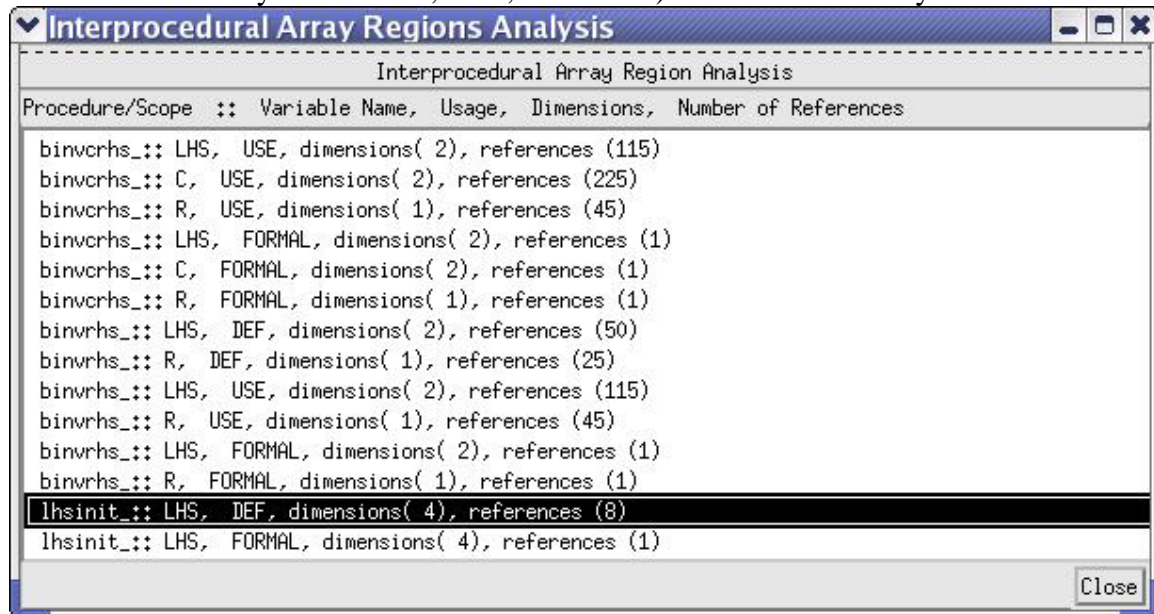 Interprocedural Array Regions Analysis
Interprocedural Array Region Analysis
Procedure/Scope :: Variable Name, Usage, Dimensions, Number of References
binvcrhs_:: LHS, USE, dimensions( 2), references (115)
binvcrhs_:: C, USE, dimensions( 2), references (225)
binvcrhs_:: R, USE, dimensions( 1), references (45)
binvcrhs_:: LHS, FORMAL, dimensions( 2), references (1)
binvcrhs_:: C, FORMAL, dimensions( 2), references (1)
binvcrhs_:: R, FORMAL, dimensions( 1), references (1)
binvrhs_:: LHS, DEF, dimensions( 2), references (50)
binvrhs_:: R, DEF, dimensions( 1), references (25)
binvrhs_:: LHS, USE, dimensions( 2), references (115)
binvrhs_:: R, USE, dimensions( 1), references (45)
binvrhs_:: LHS, FORMAL, dimensions( 2), references (1)
binvrhs_:: R, FORMAL, dimensions( 1), references (1)
lhsinit_:: LHS, DEF, dimensions( 4), references (8)
lhsinit_:: LHS, FORMAL, dimensions( 4), references (1)
Close